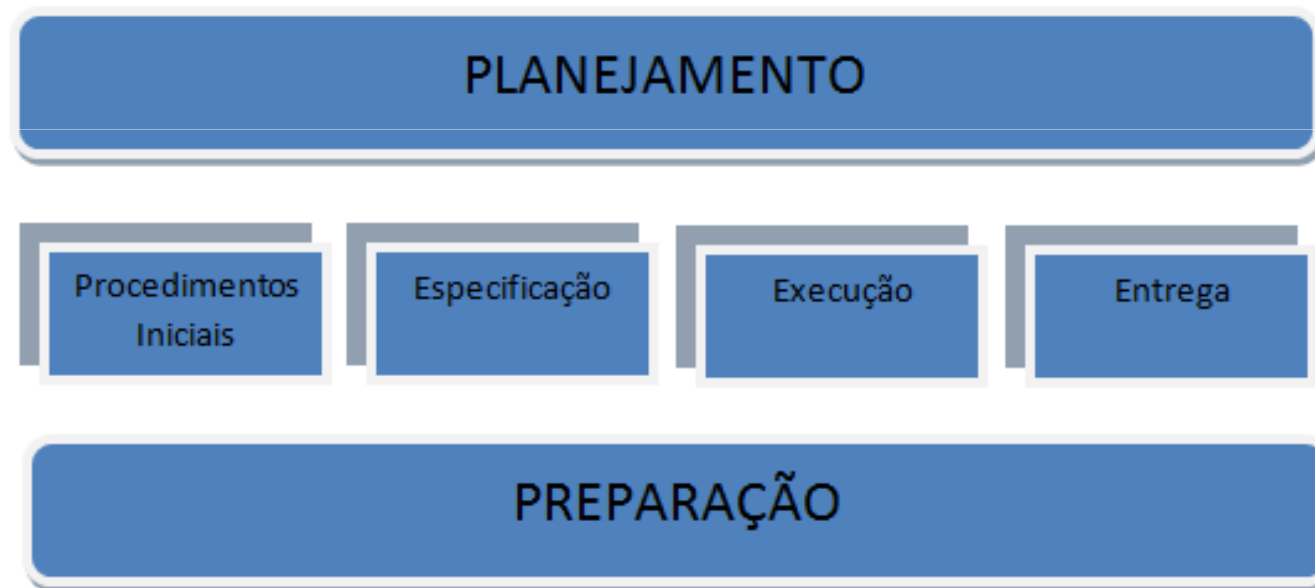 PLANEJAMENTO
Procedimentos
Iniciais
Especificação
Execução
Entrega
PREPARAÇÃO